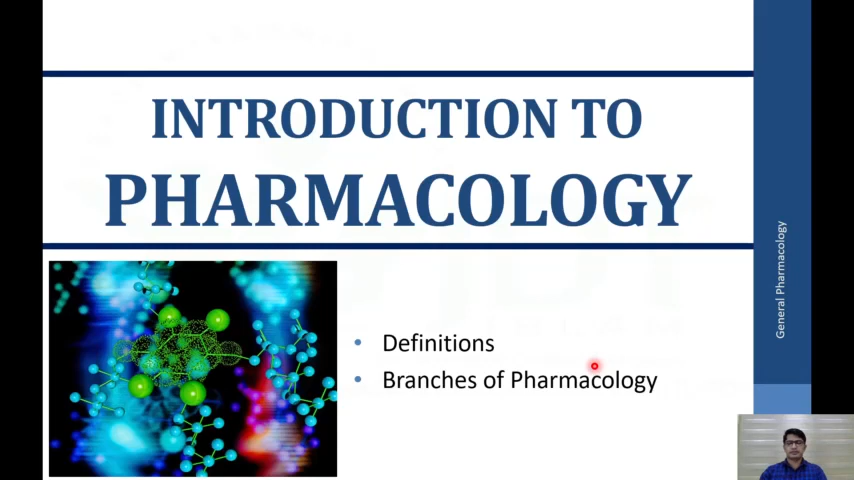 INTRODUCTION TO
PHARMACOLOGY
• Definitions
• Branches of Pharmacology
General Pharmacology